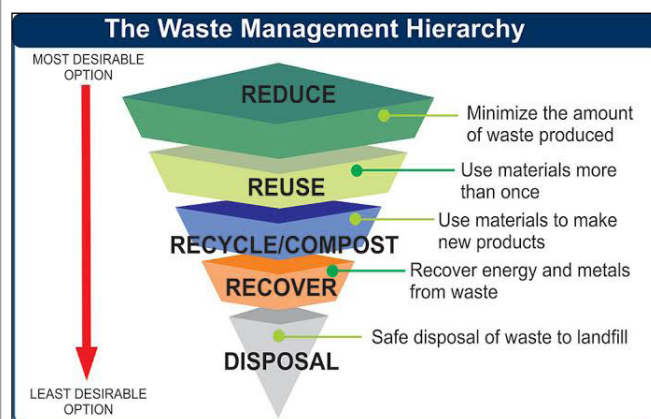 The Waste Management Hierarchy
MOST DESIRABLE
OPTION
REDUCE
Minimize the amount
of waste produced
REUSE
Use materials more
than once
RECYCLE/COMPOST
Use materials to make
new products
RECOVER
Recover energy and metals
from waste
DISPOSAL
Safe disposal of waste to landfill
LEAST DESIRABLE
OPTION